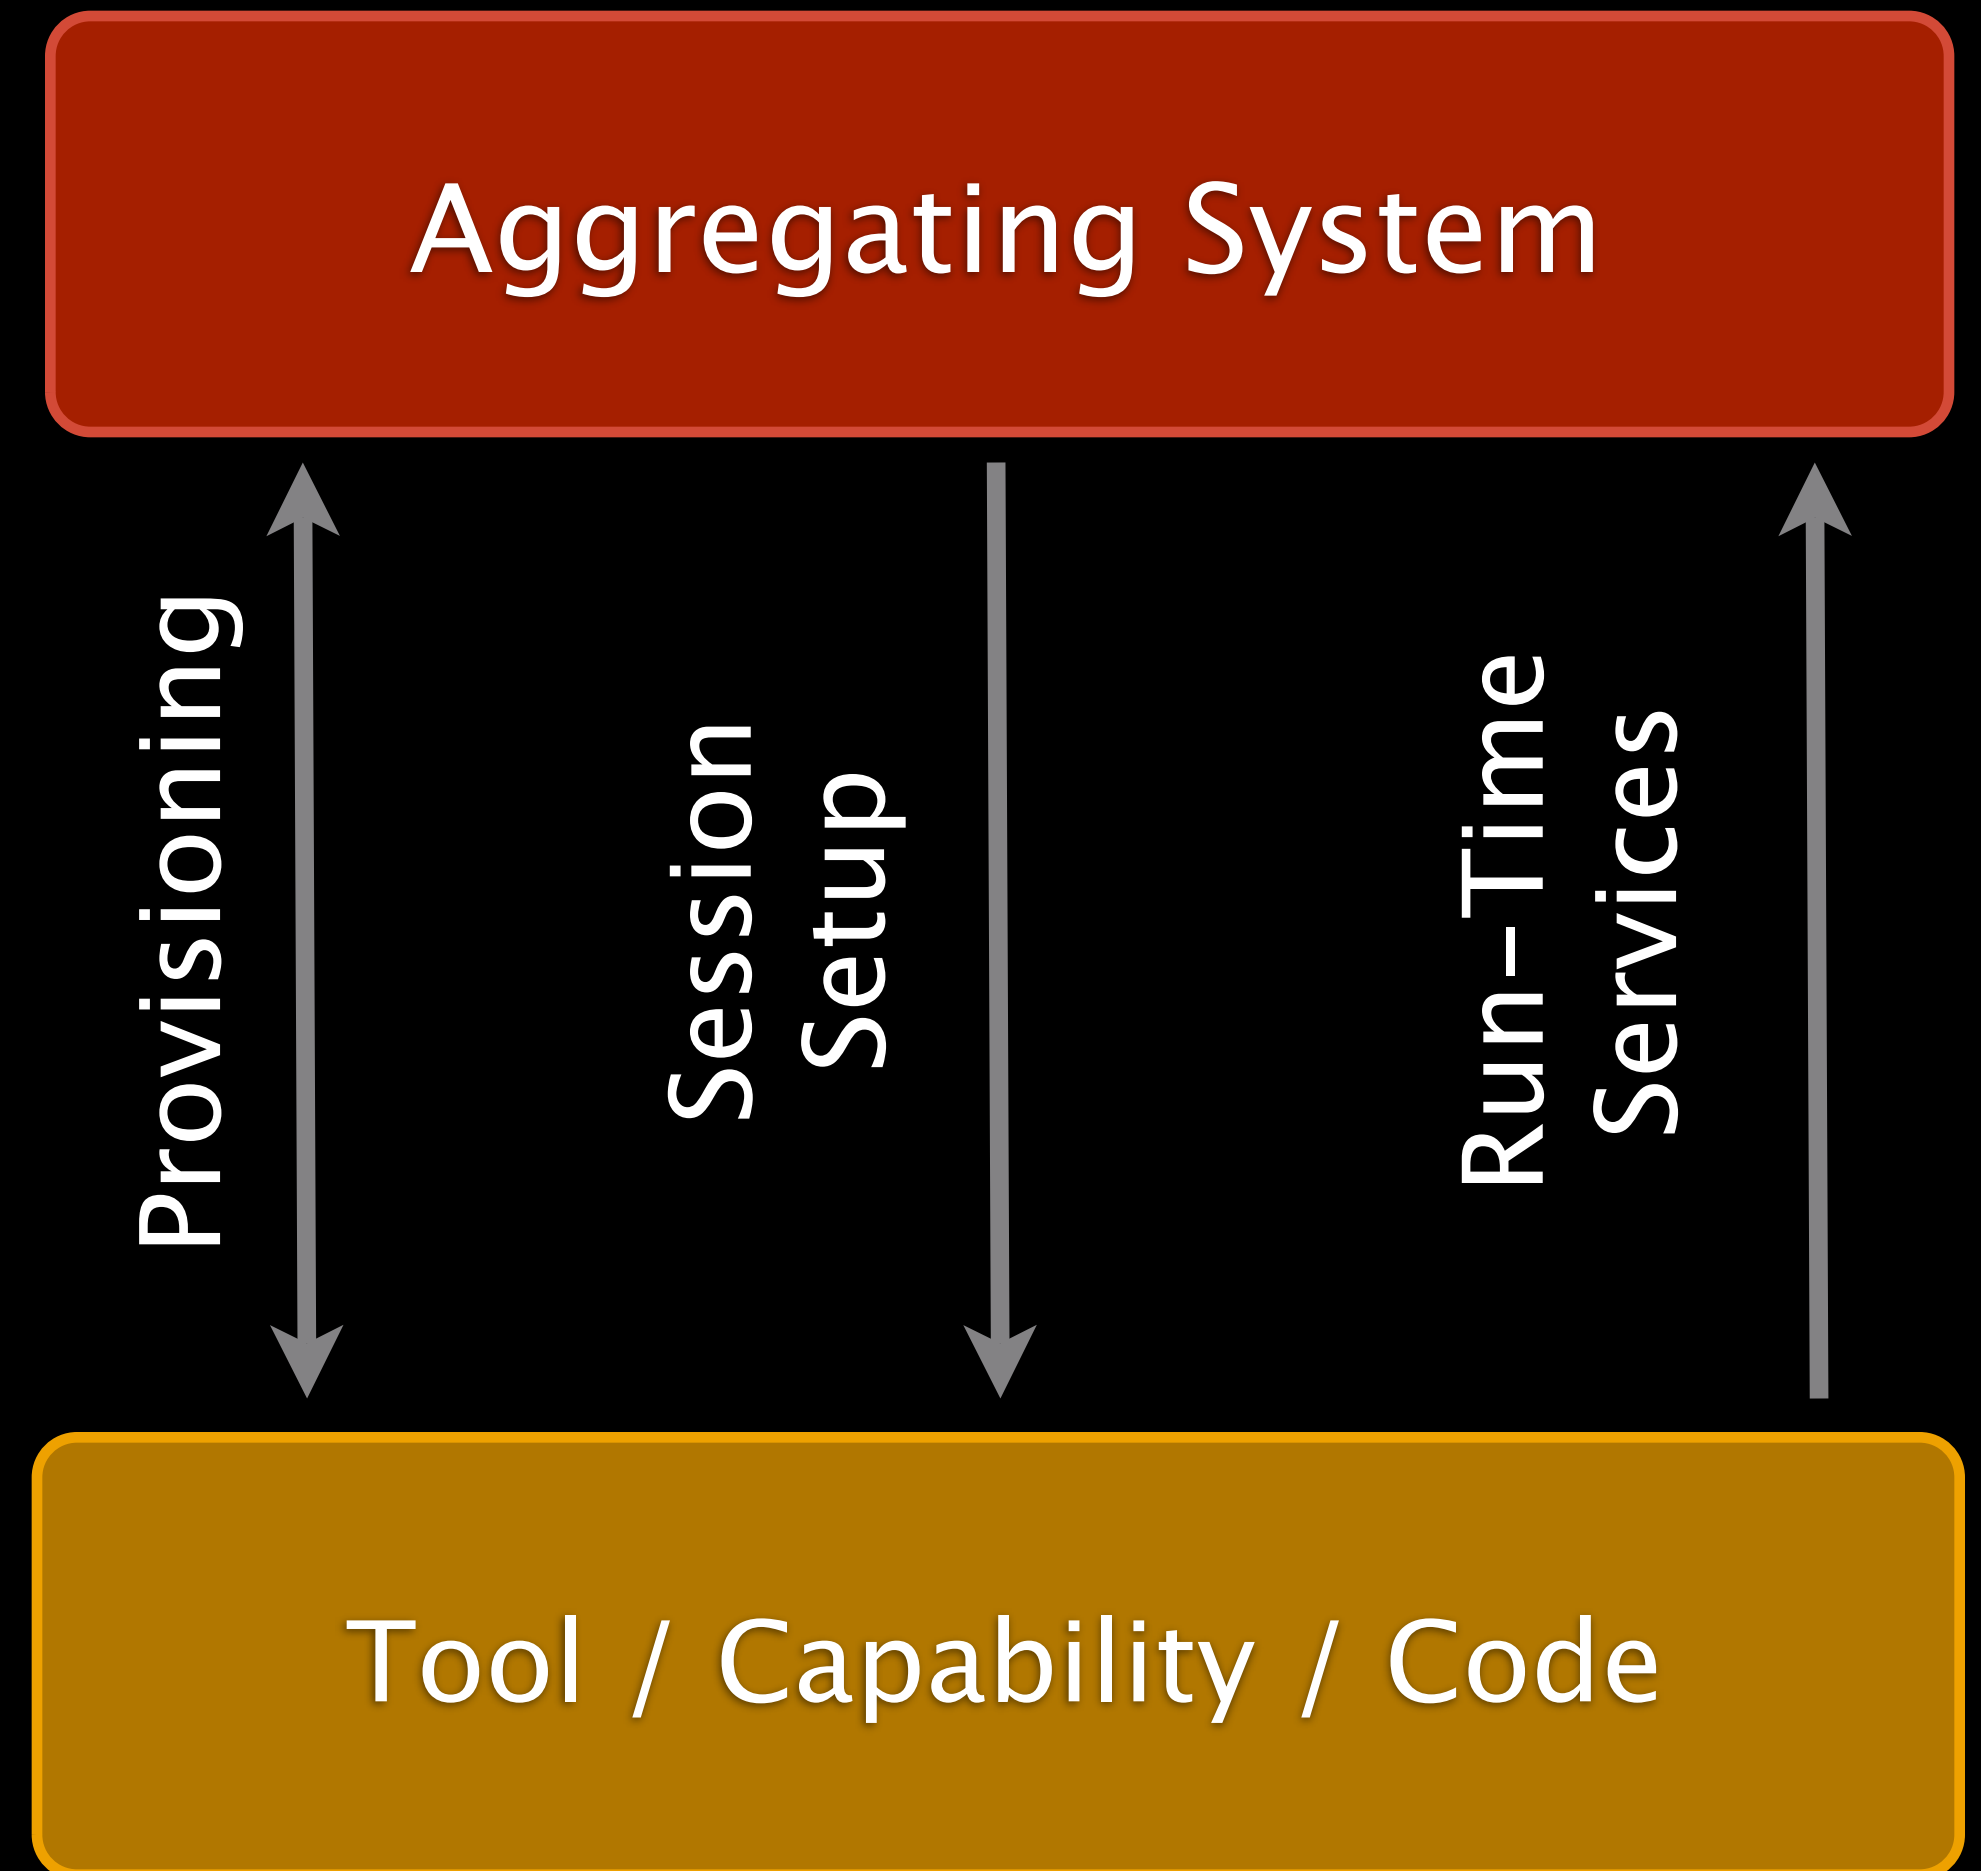 Aggregating System
Provisioning
Session
Setup
Run-Time
Services
Tool / Capability / Code